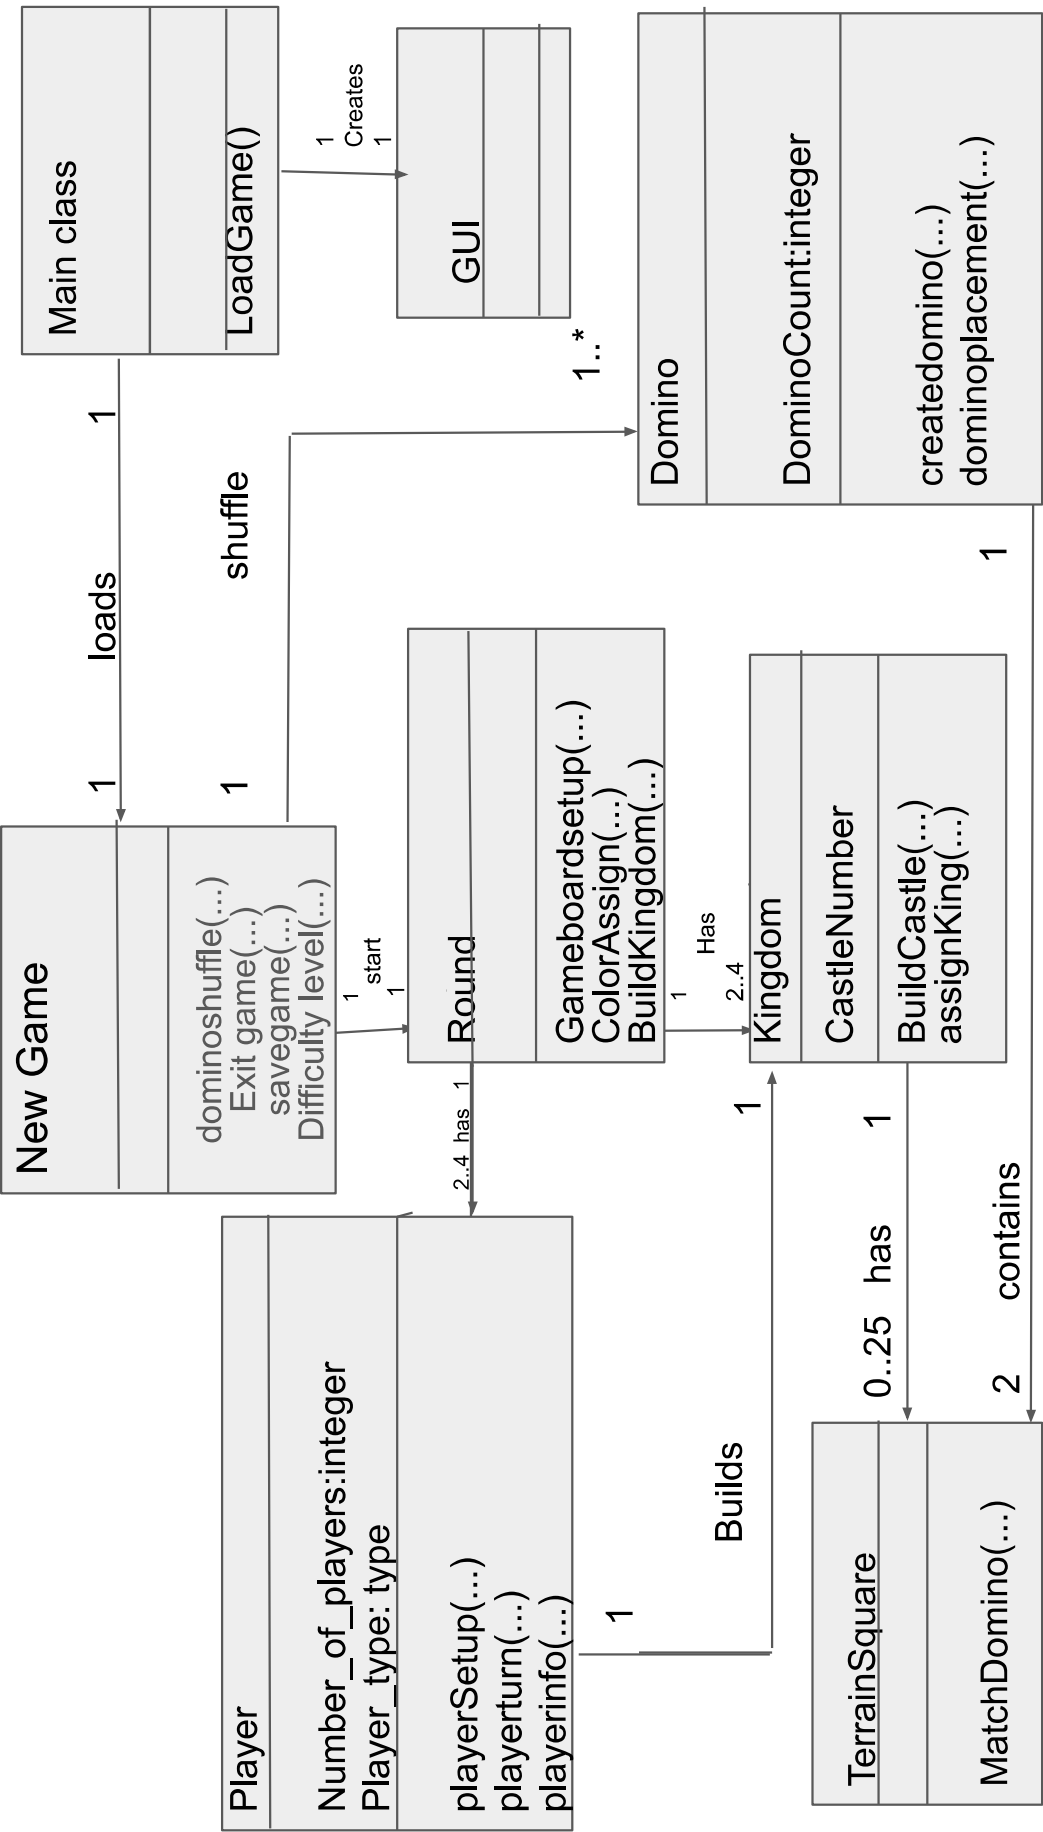 Main class
LoadGame()
1
Creates
1
GUI
1
loads
1
New Game
dominoshuffle(...)
Exit game(...)
savegame(...)
Difficulty level(...)
1
shuffle
1..*
Domino
DominoCount:integer
createdomino(...)
dominoplacement(...)
1
start
1
Round
Gameboardsetup(...)
ColorAssign(...)
BuildKingdom(...)
2..4 has 1
1
Has
2..4
Kingdom
CastleNumber
BuildCastle(...)
assignKing(...)
Player
Number_of_players:integer
Player_type: type
playerSetup(...)
playerturn(...)
playerinfo(...)
1
Builds
1
0..25 has 1
2 contains 1
TerrainSquare
MatchDomino(...)